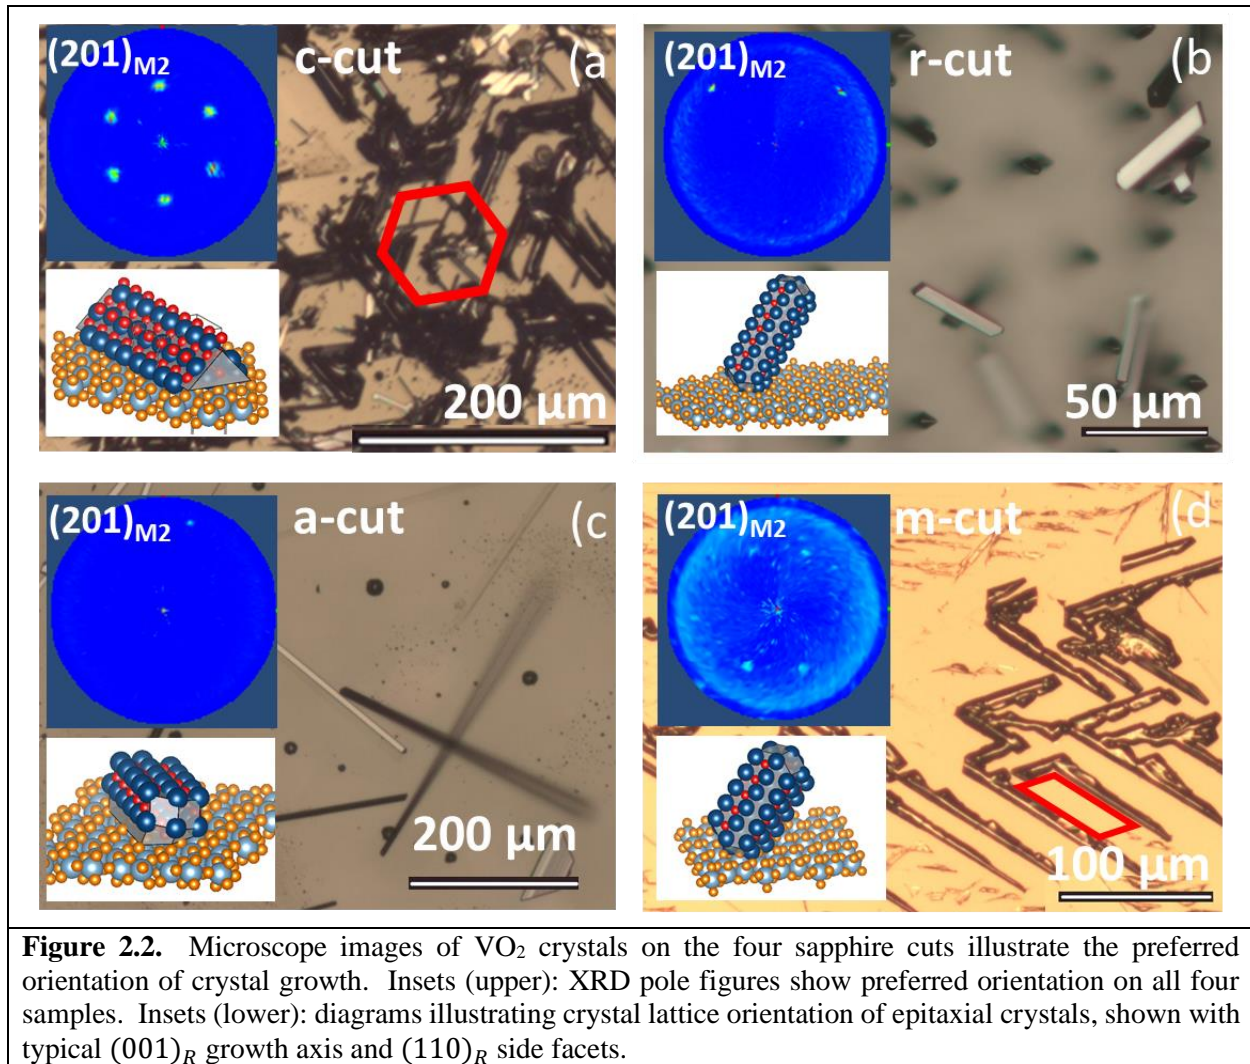 (201)M2 c-cut (a
200 μm
(201)M2 r-cut (b
50 μm
(201)M2 a-cut (c
200 μm
(201)M2 m-cut (d
100 μm
Figure 2.2. Microscope images of VO₂ crystals on the four sapphire cuts illustrate the preferred
orientation of crystal growth. Insets (upper): XRD pole figures show preferred orientation on all four
samples. Insets (lower): diagrams illustrating crystal lattice orientation of epitaxial crystals, shown with
typical (001)R growth axis and (110)R side facets.